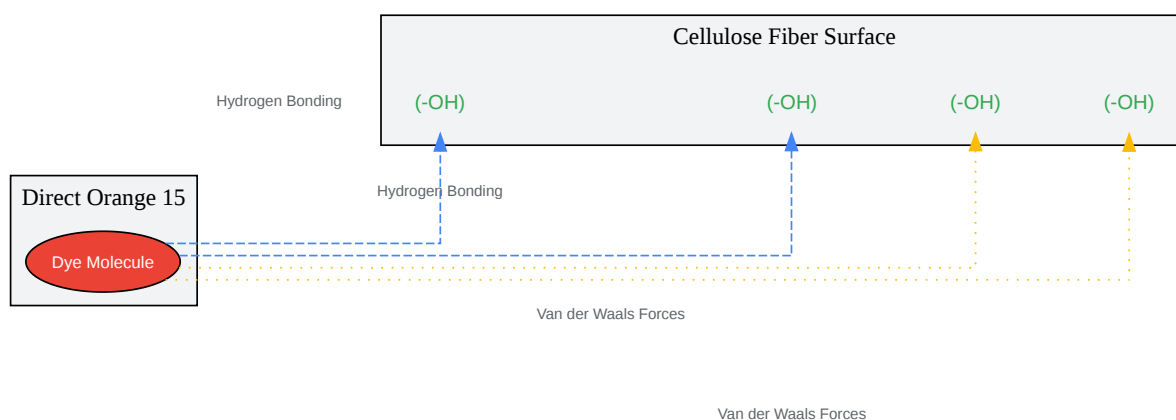 Cellulose Fiber Surface
Hydrogen Bonding
(-OH) (-OH) (-OH) (-OH)
Hydrogen Bonding
Direct Orange 15
Dye Molecule
Van der Waals Forces
Van der Waals Forces